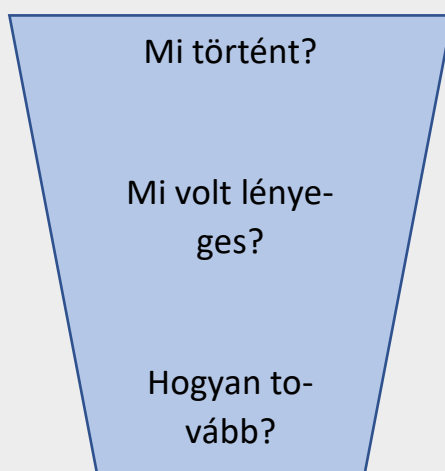 Mi történt?
Mi volt lénye-
ges?
Hogyan to-
vább?